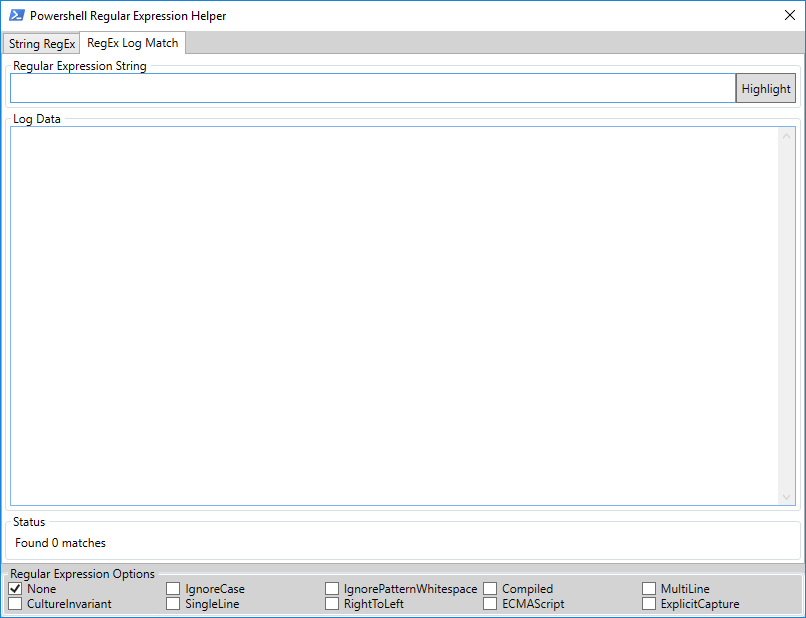 Powershell Regular Expression Helper
String RegEx RegEx Log Match
Regular Expression String
Highlight
Log Data
Status
Found 0 matches
Regular Expression Options
None IgnoreCase IgnorePatternWhitespace Compiled MultiLine
CultureInvariant SingleLine RightToLeft ECMAScript ExplicitCapture